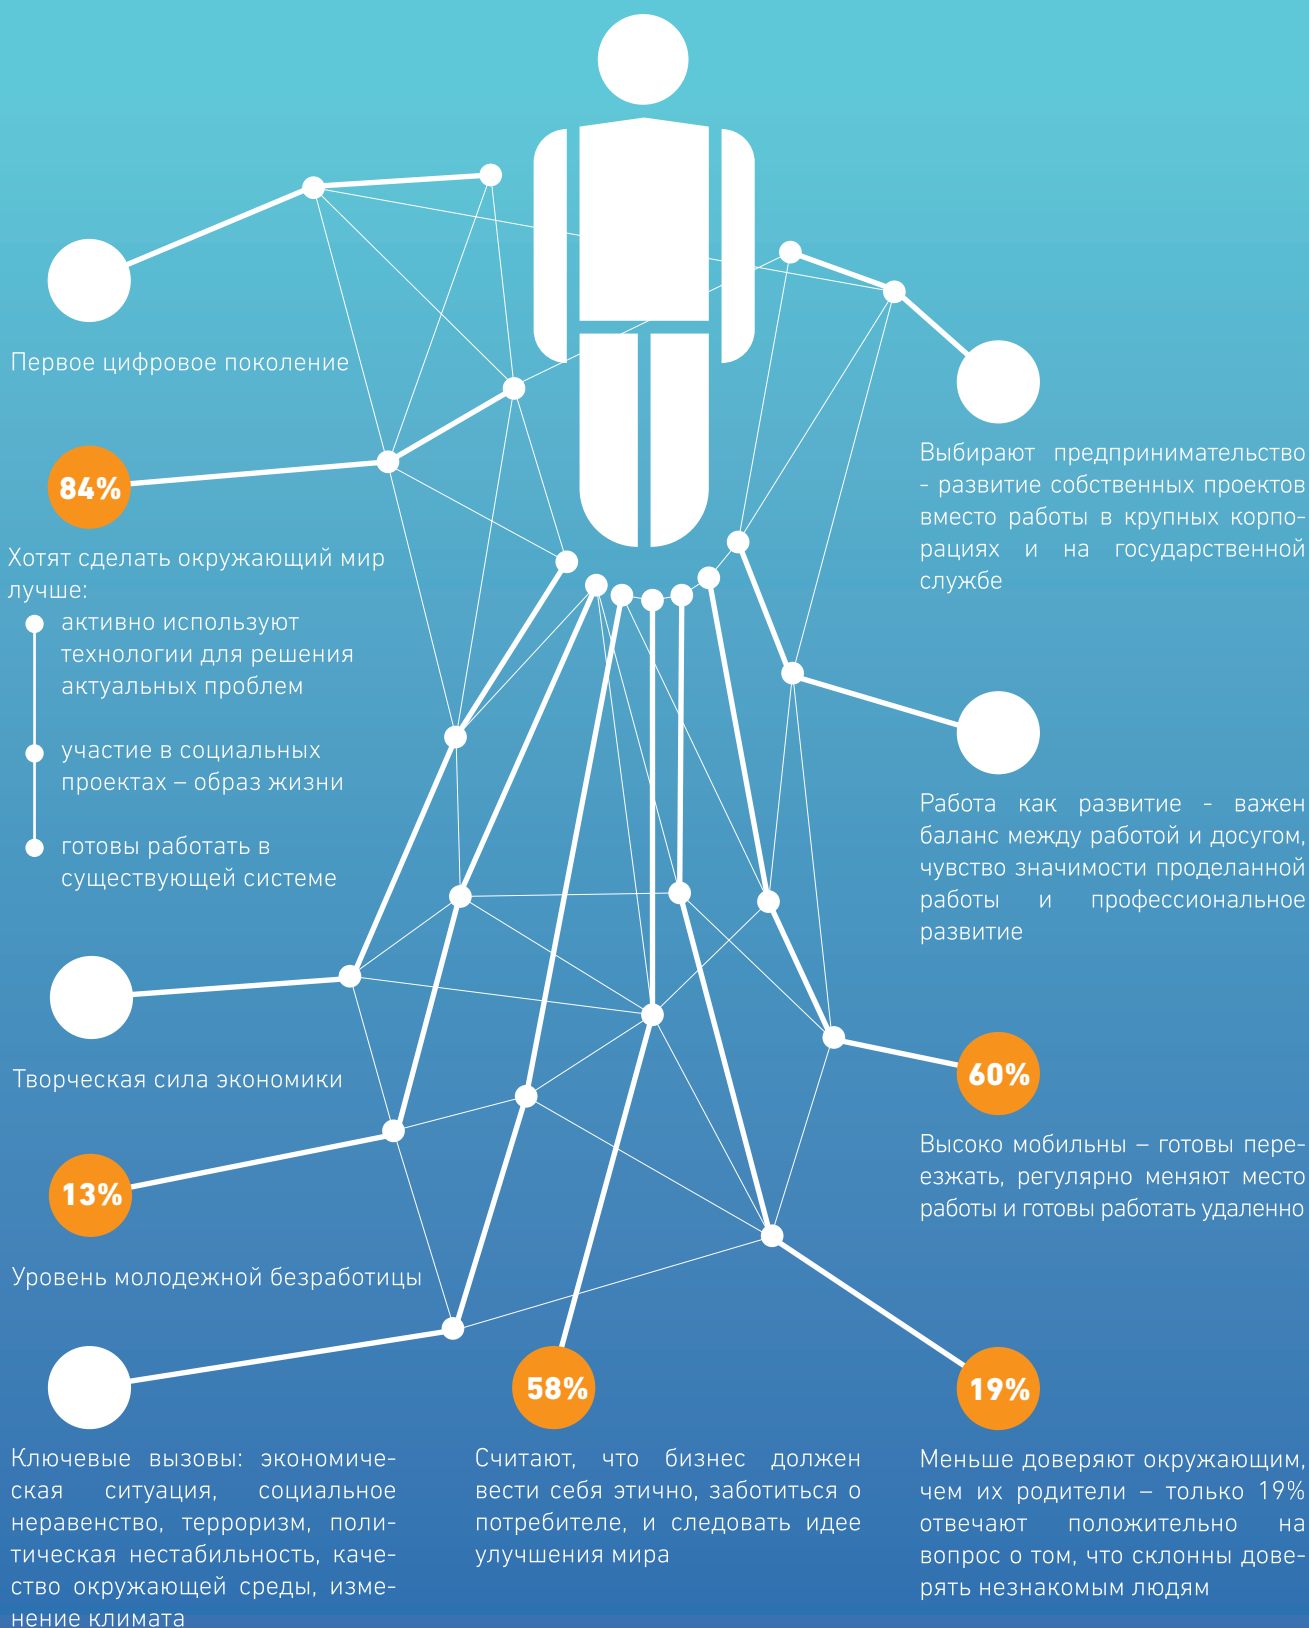 Первое цифровое поколение
84%
Хотят сделать окружающий мир
лучше:
активно используют
технологии для решения
актуальных проблем
участие в социальных
проектах – образ жизни
готовы работать в
существующей системе
Творческая сила экономики
13%
Уровень молодежной безработицы
Ключевые вызовы: экономиче-
ская ситуация, социальное
неравенство, терроризм, поли-
тическая нестабильность, каче-
ство окружающей среды, изме-
нение климата
58%
Считают, что бизнес должен
вести себя этично, заботиться о
потребителе, и следовать идее
улучшения мира
Выбирают предпринимательство
- развитие собственных проектов
вместо работы в крупных корпо-
рациях и на государственной
службе
Работа как развитие - важен
баланс между работой и досугом,
чувство значимости проделанной
работы и профессиональное
развитие
60%
Высоко мобильны – готовы пере-
езжать, регулярно меняют место
работы и готовы работать удаленно
19%
Меньше доверяют окружающим,
чем их родители – только 19%
отвечают положительно на
вопрос о том, что склонны дове-
рять незнакомым людям